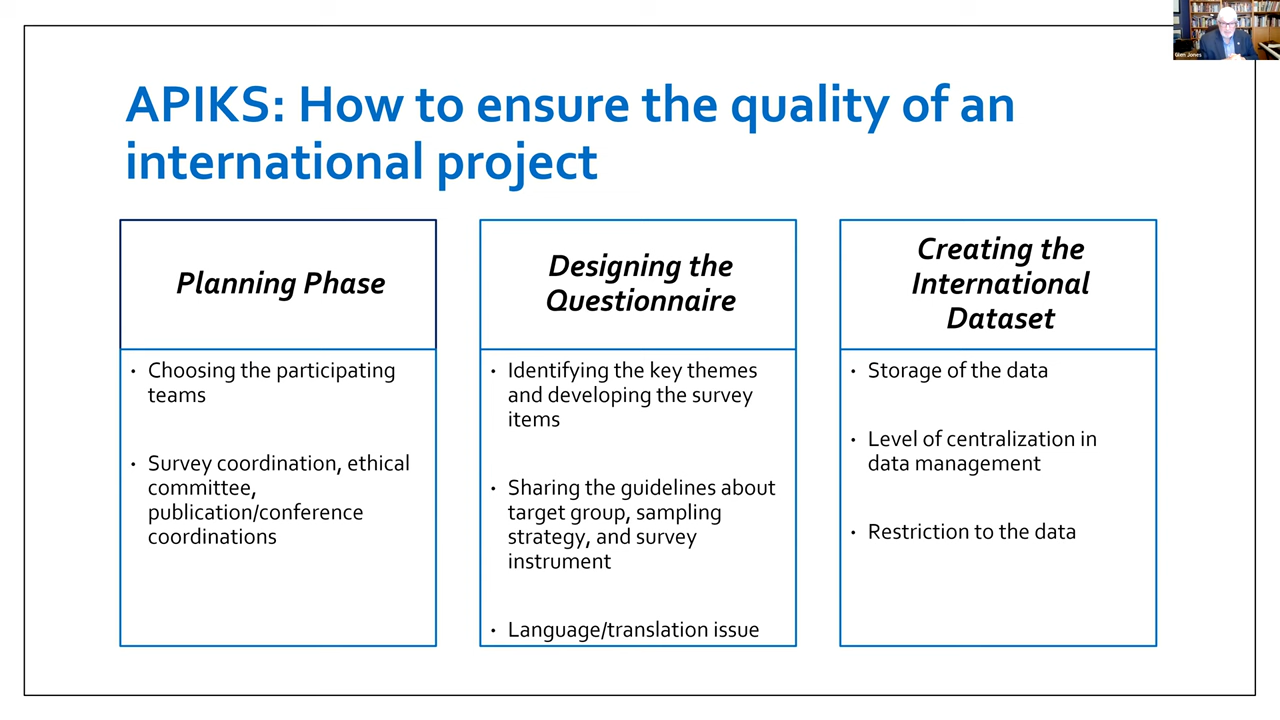 APIKS: How to ensure the quality of an
international project
Planning Phase
• Choosing the participating
teams
• Survey coordination, ethical
committee,
publication/conference
coordinations
Designing the
Questionnaire
• Identifying the key themes
and developing the survey
items
• Sharing the guidelines about
target group, sampling
strategy, and survey
instrument
• Language/translation issue
Creating the
International
Dataset
• Storage of the data
• Level of centralization in
data management
• Restriction to the data
Glen Jones